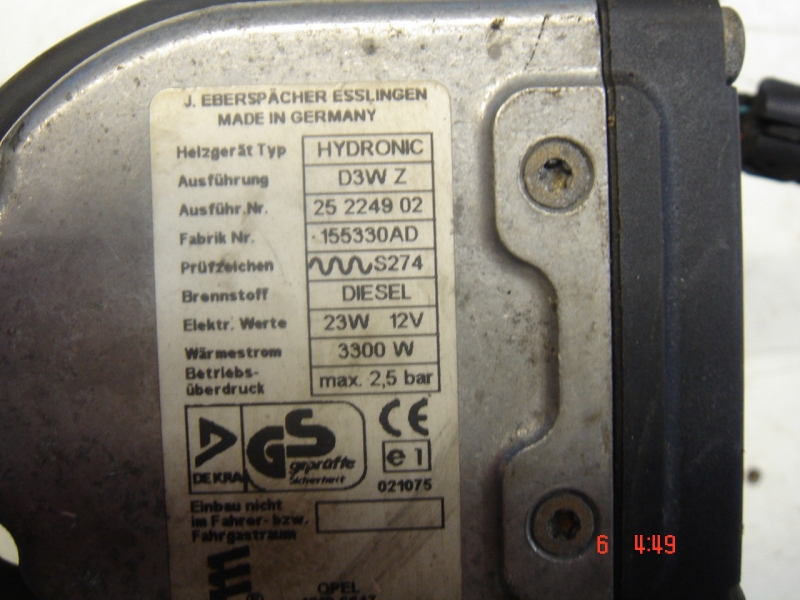 J. EBERSPÄCHER ESSLINGEN
MADE IN GERMANY
Heizgerät Typ HYDRONIC
Ausführung D3W Z
Ausführ. Nr. 25 2249 02
Fabrik Nr. 155330AD
Prüfzeichen S274
Brennstoff DIESEL
Elektr. Werte 23W 12V
Wärmestrom 3300 W
Betriebs-
überdruck max. 2,5 bar
DEKRA
GS
geprüfte
Sicherheit
CE
e1
021075
Einbau nicht
im Fahrer- bzw.
Fahrgastraum
OPEL
6 4:49